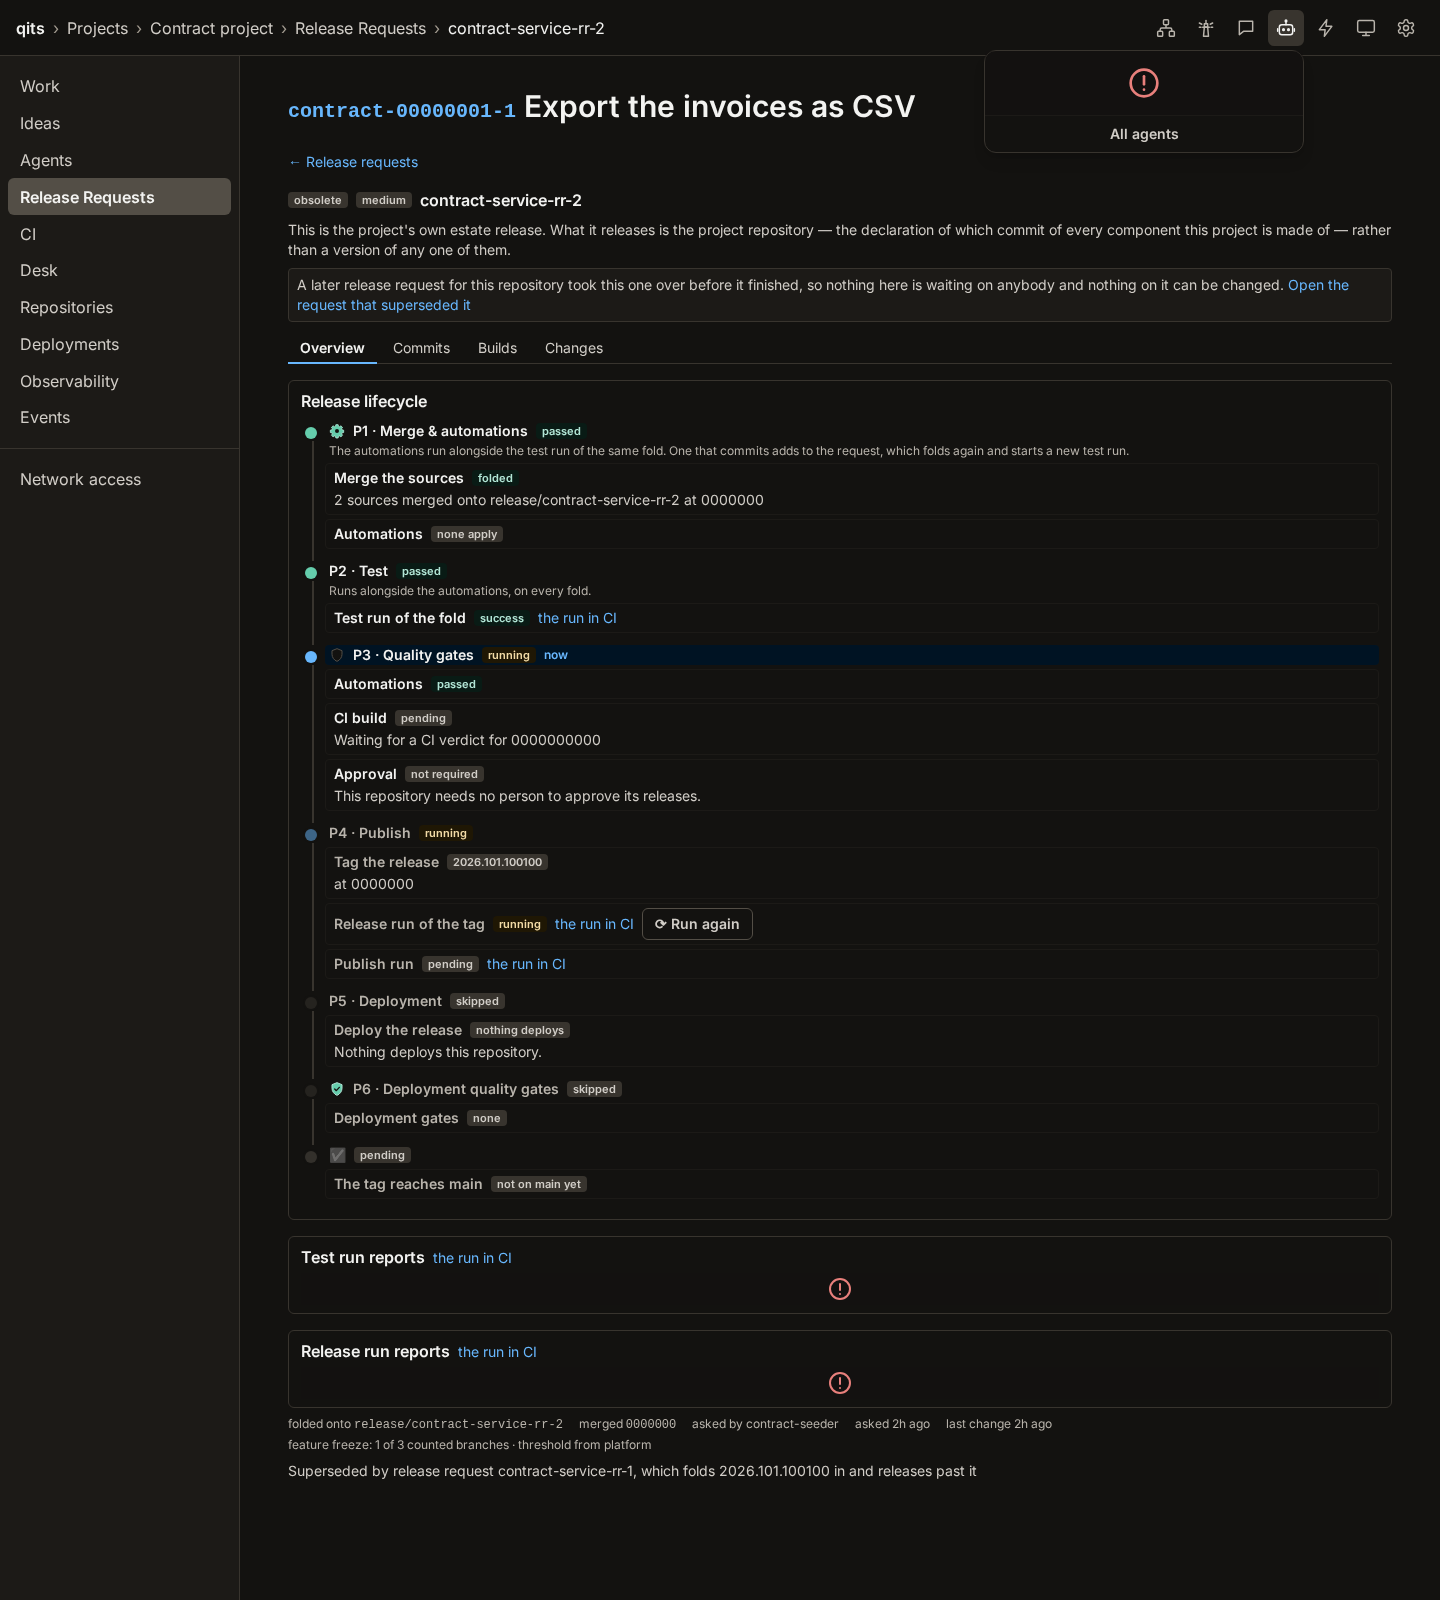 qits › Projects › Contract project › Release Requests › contract-service-rr-2
All agents
Work
Ideas
Agents
Release Requests
CI
Desk
Repositories
Deployments
Observability
Events
Network access
contract-00000001-1 Export the invoices as CSV
← Release requests
obsolete medium contract-service-rr-2
This is the project's own estate release. What it releases is the project repository — the declaration of which commit of every component this project is made of — rather
than a version of any one of them.
A later release request for this repository took this one over before it finished, so nothing here is waiting on anybody and nothing on it can be changed. Open the
request that superseded it
Overview Commits Builds Changes
Release lifecycle
P1 · Merge & automations passed
The automations run alongside the test run of the same fold. One that commits adds to the request, which folds again and starts a new test run.
Merge the sources folded
2 sources merged onto release/contract-service-rr-2 at 0000000
Automations none apply
P2 · Test passed
Runs alongside the automations, on every fold.
Test run of the fold success the run in CI
P3 · Quality gates running now
Automations passed
CI build pending
Waiting for a CI verdict for 0000000000
Approval not required
This repository needs no person to approve its releases.
P4 · Publish running
Tag the release 2026.101.100100
at 0000000
Release run of the tag running the run in CI ⟳ Run again
Publish run pending the run in CI
P5 · Deployment skipped
Deploy the release nothing deploys
Nothing deploys this repository.
P6 · Deployment quality gates skipped
Deployment gates none
pending
The tag reaches main not on main yet
Test run reports the run in CI
Release run reports the run in CI
folded onto release/contract-service-rr-2 merged 0000000 asked by contract-seeder asked 2h ago last change 2h ago
feature freeze: 1 of 3 counted branches · threshold from platform
Superseded by release request contract-service-rr-1, which folds 2026.101.100100 in and releases past it